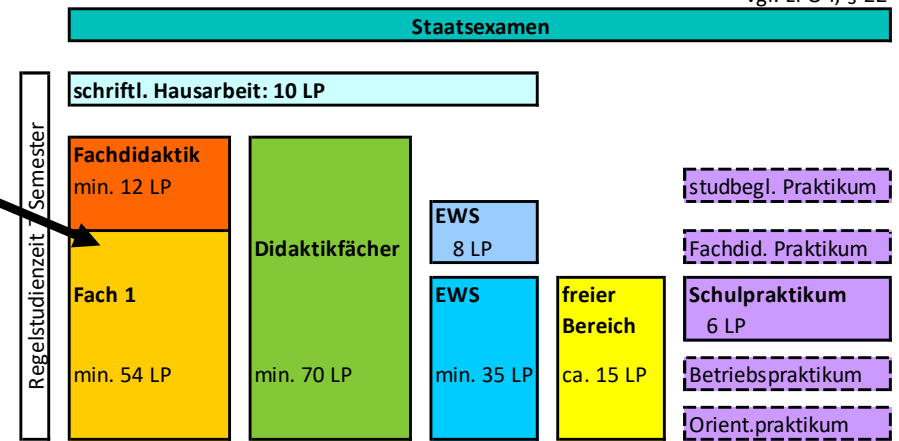 Staatsexamen
schriftl. Hausarbeit: 10 LP
Regelstudienzeit
Semester
Fachdidaktik
min. 12 LP
Fach 1
min. 54 LP
Didaktikfächer
min. 70 LP
EWS
8 LP
EWS
min. 35 LP
freier
Bereich
ca. 15 LP
studbegl. Praktikum
Fachdid. Praktikum
Schulpraktikum
6 LP
Betriebspraktikum
Orient.praktikum